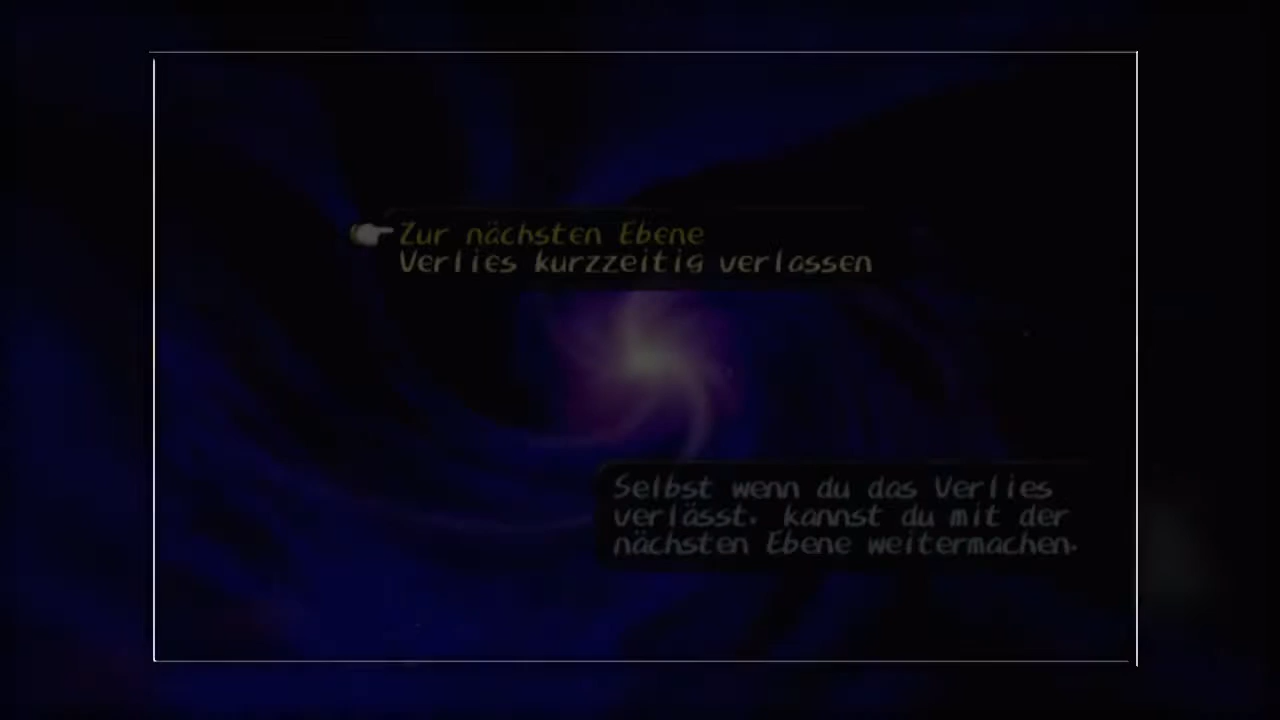 Zur nächsten Ebene
Verlies kurzzeitig verlassen
Selbst wenn du das Verlies
verlässt, kannst du mit der
nächsten Ebene weitermachen.